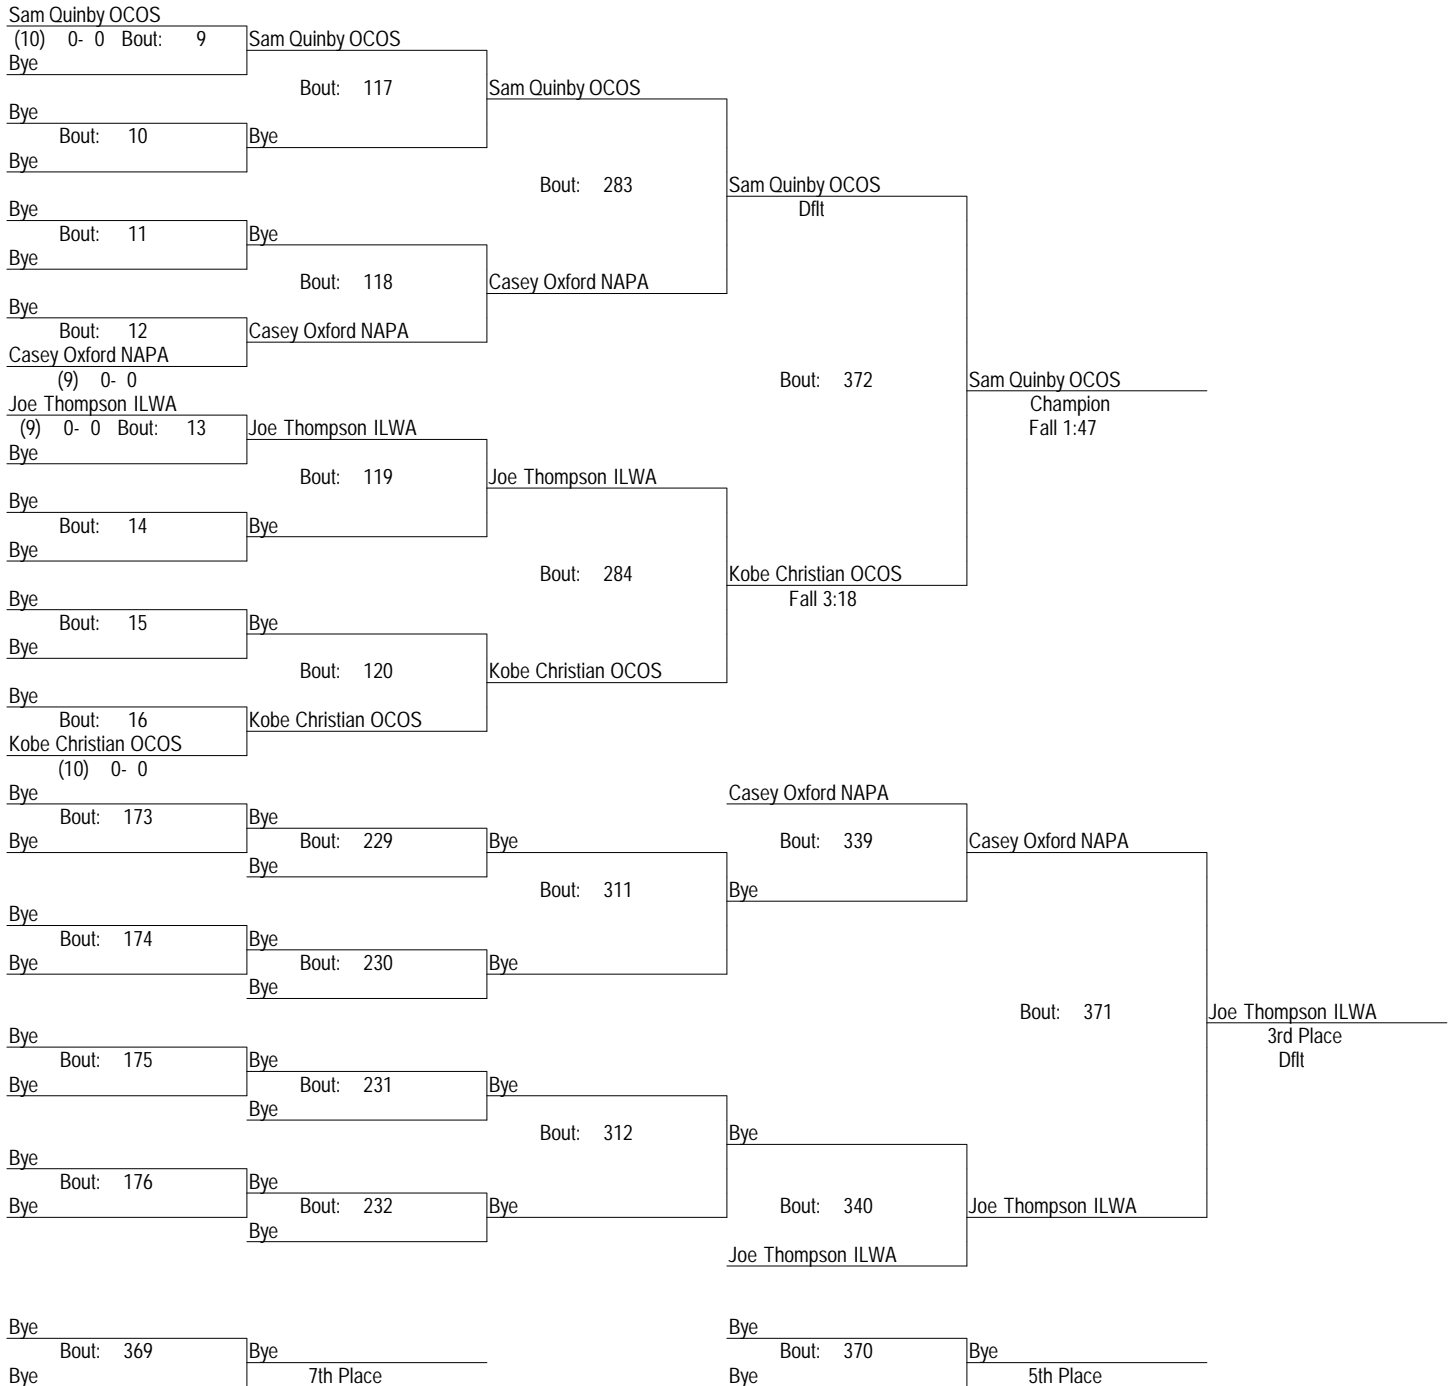 Sam Quinby OCOS
(10) 0- 0 Bout: 9 Sam Quinby OCOS
Bye
Bout: 117 Sam Quinby OCOS
Bye
Bout: 10 Bye
Bye
Bout: 283 Sam Quinby OCOS
Dflt
Bye
Bout: 11 Bye
Bye
Bout: 118 Casey Oxford NAPA
Bye
Bout: 12 Casey Oxford NAPA
Casey Oxford NAPA
(9) 0- 0 Bout: 372 Sam Quinby OCOS
Joe Thompson ILWA Champion
(9) 0- 0 Bout: 13 Joe Thompson ILWA Fall 1:47
Bye
Bout: 119 Joe Thompson ILWA
Bye
Bout: 14 Bye
Bye
Bout: 284 Kobe Christian OCOS
Bye Fall 3:18
Bout: 15 Bye
Bye
Bout: 120 Kobe Christian OCOS
Bye
Bout: 16 Kobe Christian OCOS
Kobe Christian OCOS
(10) 0- 0
Bye Casey Oxford NAPA
Bout: 173 Bye
Bye Bout: 229 Bye Bout: 339 Casey Oxford NAPA
Bye
Bout: 311 Bye
Bye
Bout: 174 Bye
Bye Bout: 230 Bye
Bye
Bout: 371 Joe Thompson ILWA
Bye 3rd Place
Bout: 175 Bye Dflt
Bye Bout: 231 Bye
Bye
Bout: 312 Bye
Bye
Bout: 176 Bye
Bye Bout: 232 Bye Bout: 340 Joe Thompson ILWA
Bye
Joe Thompson ILWA
Bye Bye
Bout: 369 Bye Bout: 370 Bye
Bye 7th Place Bye 5th Place